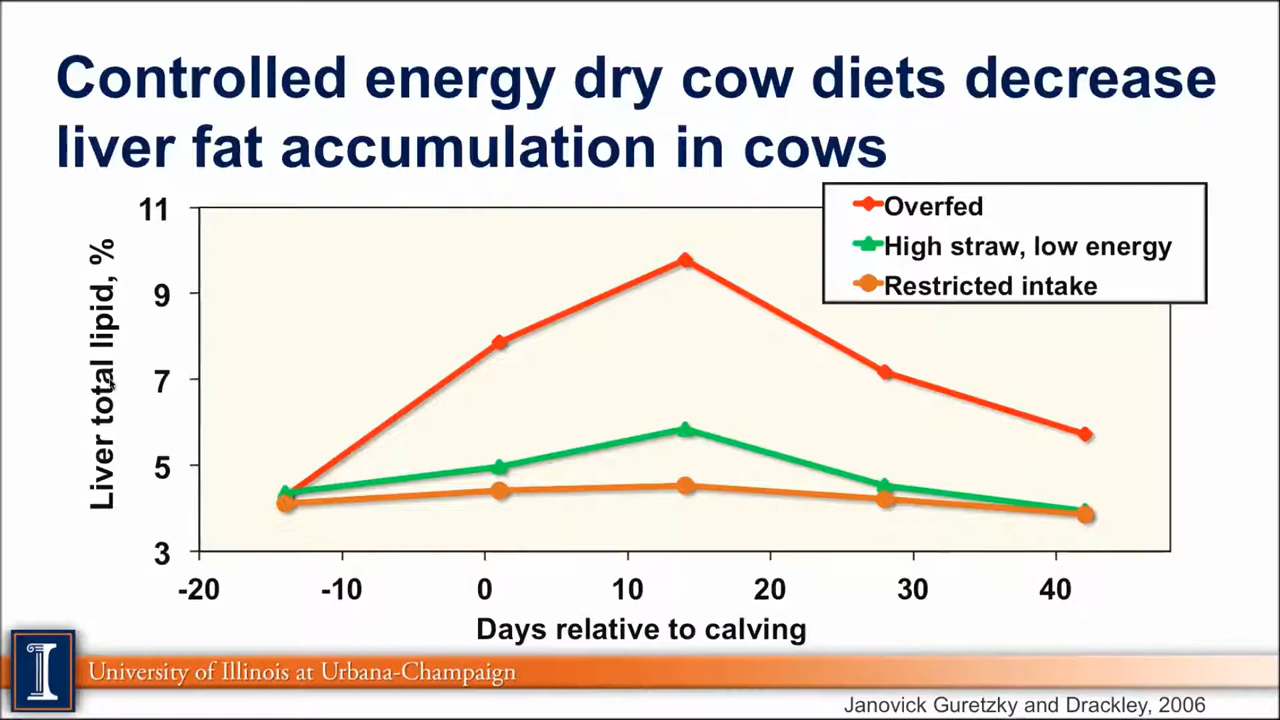 Controlled energy dry cow diets decrease
liver fat accumulation in cows
Overfed
High straw, low energy
Restricted intake
Liver total lipid, %
11
9
7
5
3
-20 -10 0 10 20 30 40
Days relative to calving
I
University of Illinois at Urbana-Champaign
Janovick Guretzky and Drackley, 2006